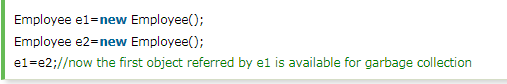 Employee e1=new Employee();
Employee e2=new Employee();
e1=e2;//now the first object referred by e1 is available for garbage collection